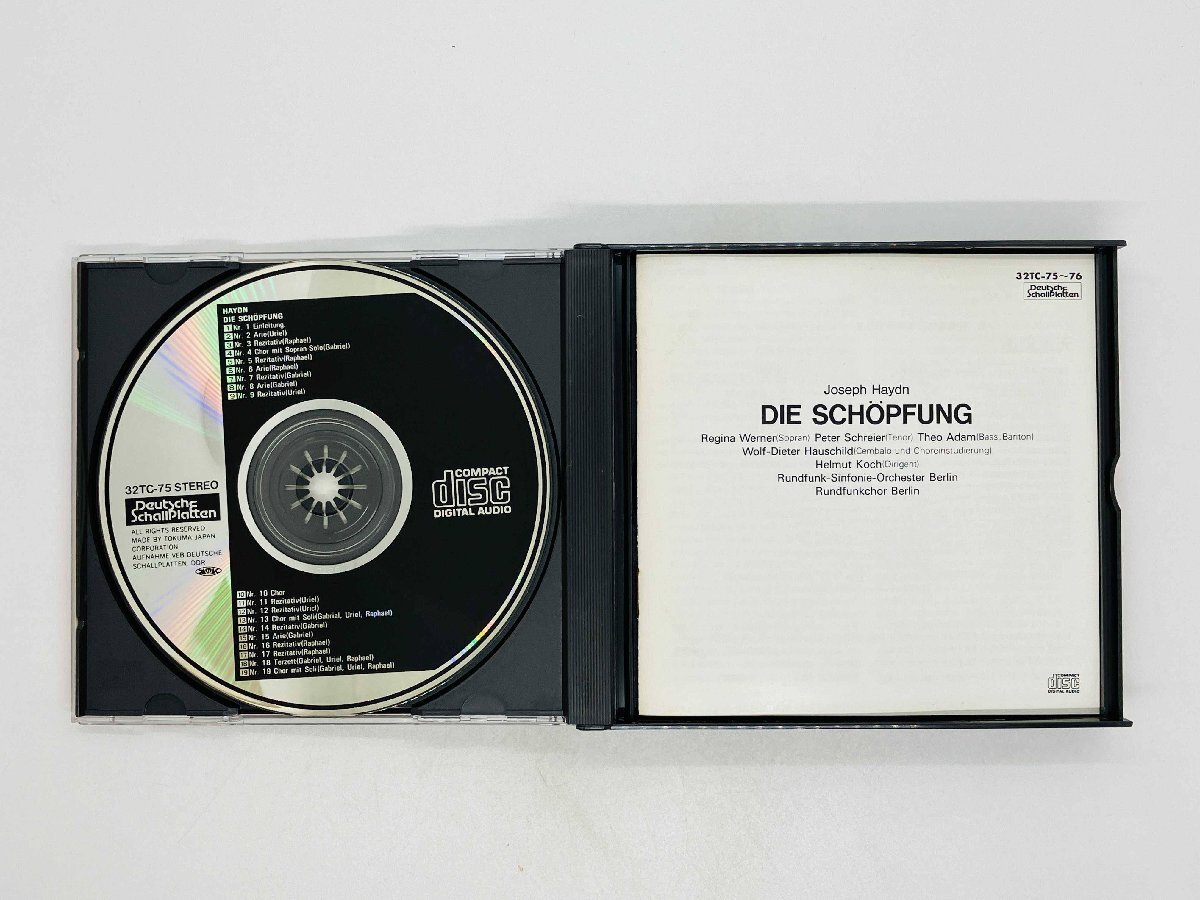 HAYDN
DIE SCHÖPFUNG
1 Nr. 1 Einleitung
2 Nr. 2 Arie(Uriel)
3 Nr. 3 Rezitativ(Raphael)
4 Nr. 4 Chor mit Sopran Solo(Gabriel)
5 Nr. 5 Rezitativ(Raphael)
6 Nr. 6 Arie(Raphael)
7 Nr. 7 Rezitativ(Gabriel)
8 Nr. 8 Arie(Gabriel)
9 Nr. 9 Rezitativ(Uriel)
COMPACT
disc
DIGITAL AUDIO
32TC-75 STEREO
Deutsche
Schallplatten
ALL RIGHTS RESERVED
MADE BY TOKUMA JAPAN
CORPORATION
AUFNAHME VEB DEUTSCHE
SCHALLPLATTEN, DDR
10 Nr. 10 Chor
11 Nr. 11 Rezitativ(Uriel)
12 Nr. 12 Rezitativ(Uriel)
13 Nr. 13 Chor mit Soli(Gabriel, Uriel, Raphael)
14 Nr. 14 Rezitativ(Gabriel)
15 Nr. 15 Arie(Gabriel)
16 Nr. 16 Rezitativ(Raphael)
17 Nr. 17 Rezitativ(Raphael)
18 Nr. 18 Terzett(Gabriel, Uriel, Raphael)
19 Nr. 19 Chor mit Soli(Gabriel, Uriel, Raphael)
32TC-75~76
Deutsche
Schallplatten
Joseph Haydn
DIE SCHÖPFUNG
Regina Werner(Sopran) Peter Schreier(Tenor) Theo Adam(Bass-Bariton)
Wolf-Dieter Hauschild(Cembalo und Choreinstudierung)
Helmut Koch(Dirigent)
Rundfunk-Sinfonie-Orchester Berlin
Rundfunkchor Berlin
COMPACT
disc
DIGITAL AUDIO